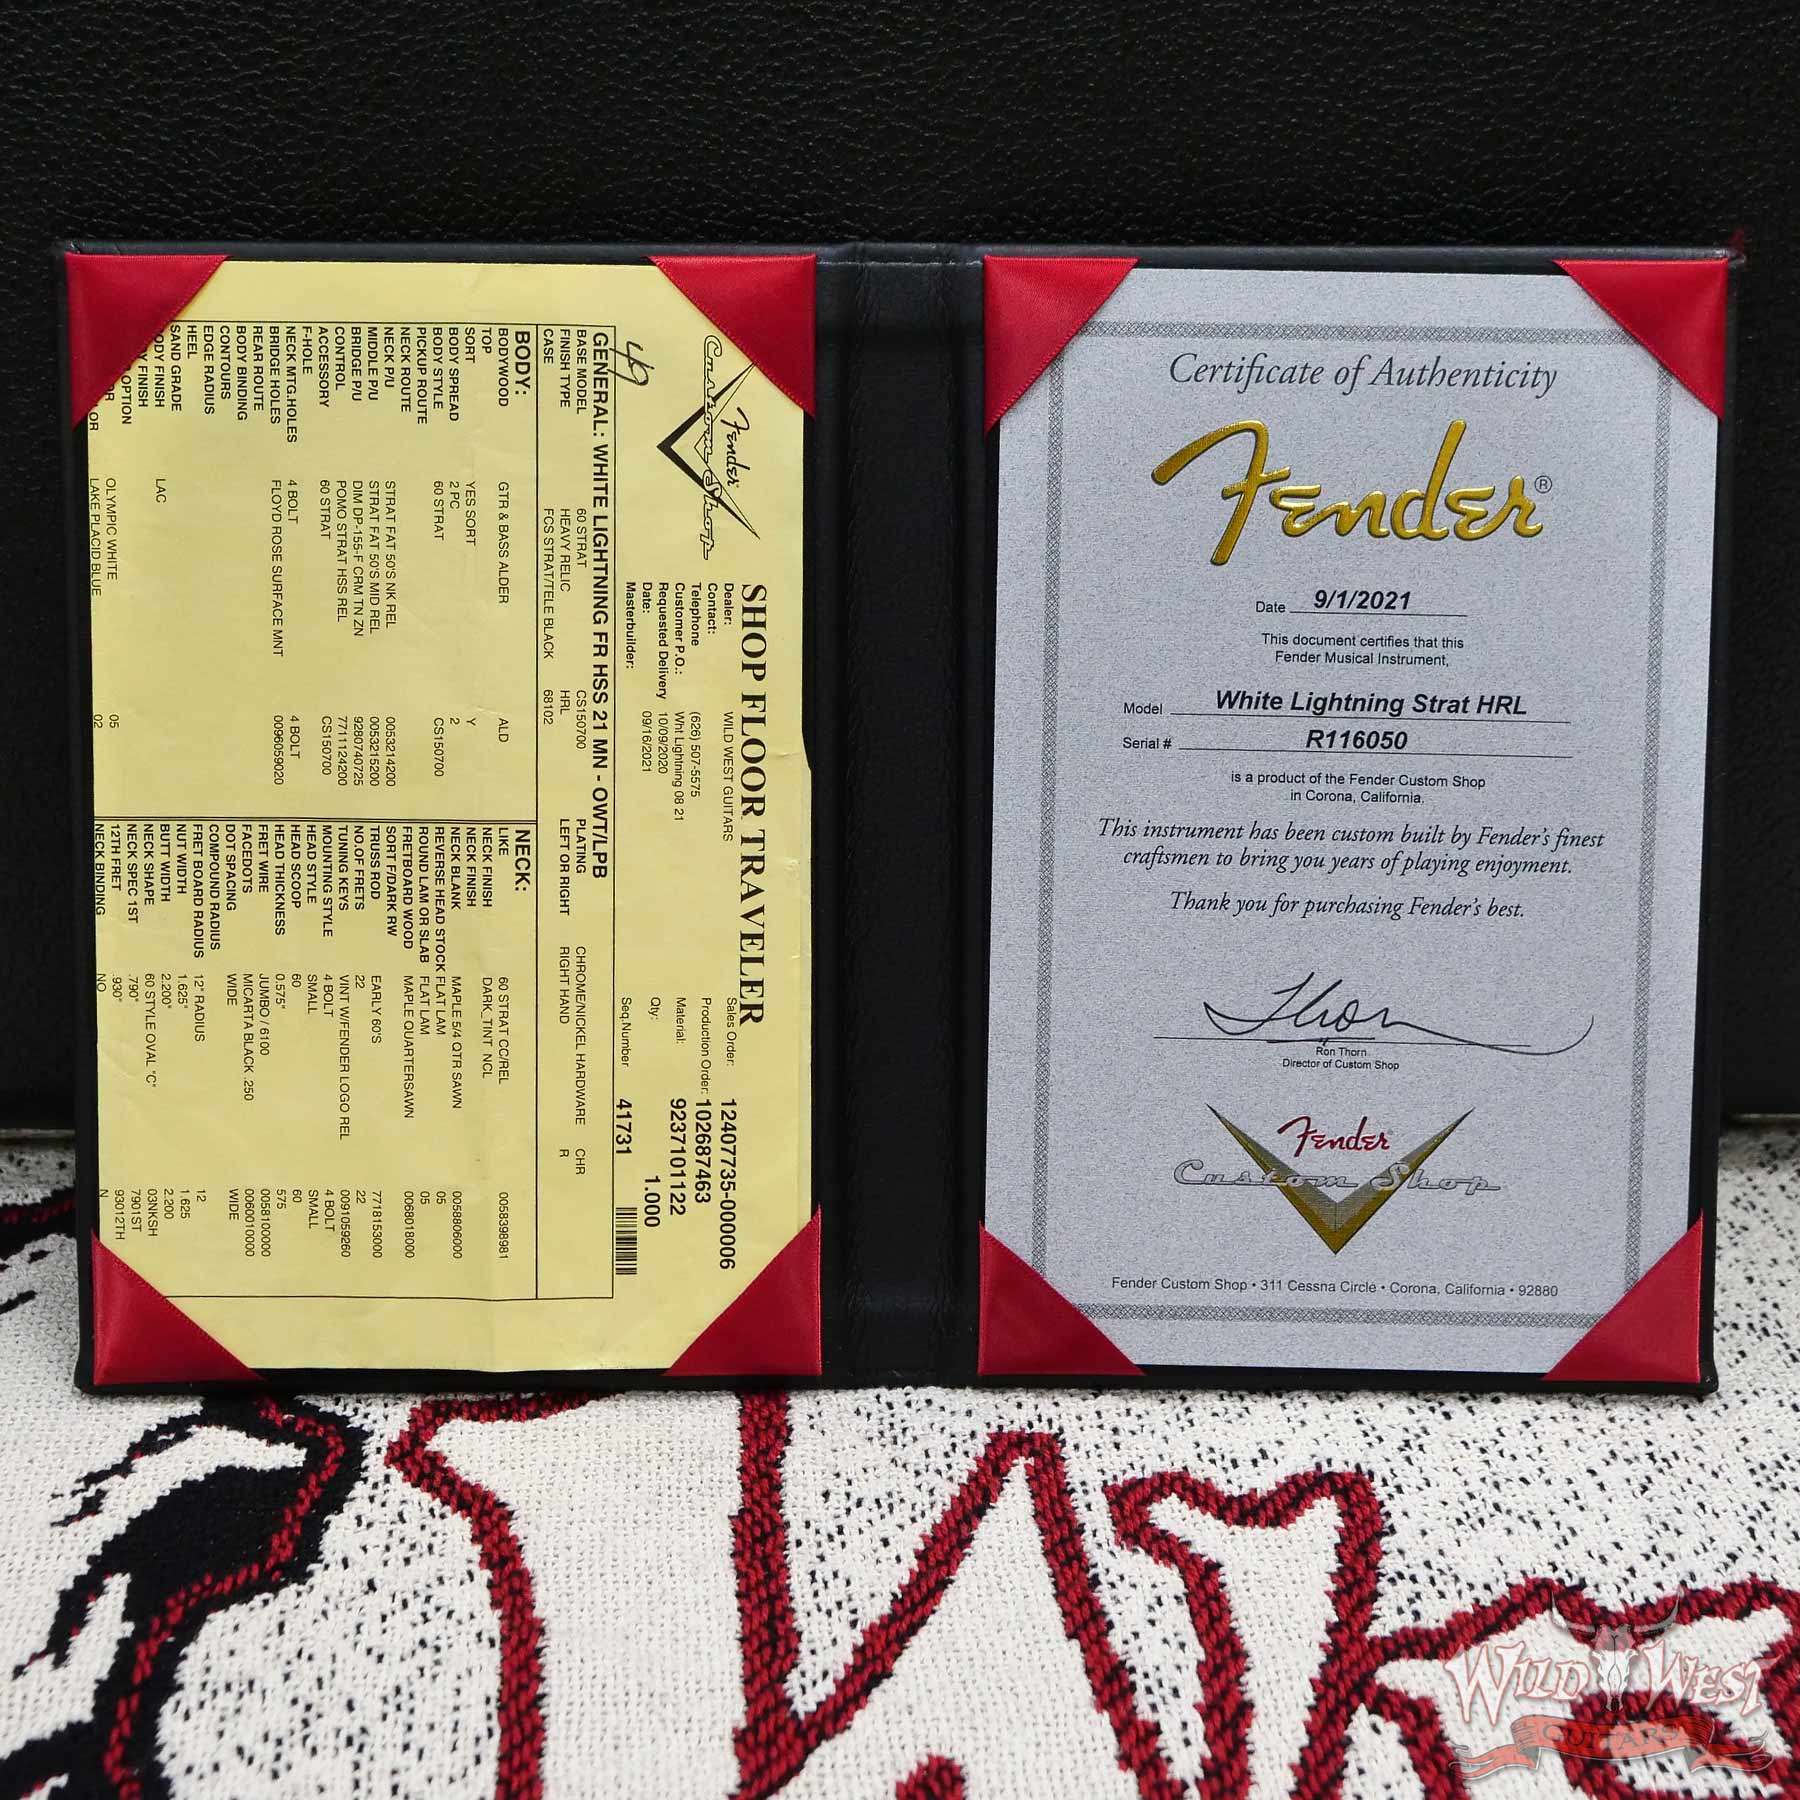 Fender
Custom Shop
SHOP FLOOR TRAVELER
Dealer: WILD WEST GUITARS
Contact:
Telephone (626) 507-5575
Customer P.O.: Wht Lightning 08 21
Requested Delivery 10/09/2020
Date: 09/16/2021
Masterbuilder:
Sales Order: 12407735-000006
Production Order: 102687463
Material: 9237101122
Qty: 1.000
Seq.Number 41731
49
GENERAL: WHITE LIGHTNING FR HSS 21 MN - OWT/LPB
BASE MODEL 60 STRAT CS150700 PLATING CHROME/NICKEL HARDWARE CHR
FINISH TYPE HEAVY RELIC HRL LEFT OR RIGHT RIGHT HAND R
CASE FCS STRAT/TELE BLACK 68102
BODY:
BODYWOOD GTR & BASS ALDER ALD
TOP
SORT YES SORT Y
BODY SPREAD 2 PC 2
BODY STYLE 60 STRAT CS150700
PICKUP ROUTE
NECK ROUTE
NECK P/U STRAT FAT 50'S NK REL 0053214200
MIDDLE P/U STRAT FAT 50'S MID REL 0053215200
BRIDGE P/U DIM DP-155-F CRM TN ZN 9280740725
CONTROL POMO STRAT HSS REL 7711124200
ACCESSORY 60 STRAT CS150700
F-HOLE
NECK MTG.HOLES 4 BOLT 4 BOLT
BRIDGE HOLES FLOYD ROSE SURFACE MNT 0096059020
REAR ROUTE
BODY BINDING
CONTOURS
EDGE RADIUS
HEEL
SAND GRADE
ODY FINISH LAC
Y FINISH
OPTION
OR OLYMPIC WHITE 05
OLOR LAKE PLACID BLUE 02
NECK:
LIKE 60 STRAT CC/REL 0058398981
NECK FINISH DARK_TINT NCL
NECK FINISH
NECK BLANK MAPLE 5/4 QTR SAWN 0058806000
REVERSE HEAD STOCK FLAT LAM 05
ROUND LAM OR SLAB FLAT LAM 05
FRETBOARD WOOD MAPLE QUARTERSAWN 0068018000
SORT F/DARK RW
TRUSS ROD EARLY 60'S 7718153000
NO.OF FRETS 22 22
TUNING KEYS VINT W/FENDER LOGO REL 0091059260
MOUNTING STYLE 4 BOLT 4 BOLT
HEAD STYLE SMALL SMALL
HEAD SCOOP 60 60
HEAD THICKNESS 0.575" 575
FRET WIRE JUMBO / 6100 0058100000
FACEDOTS MICARTA BLACK .250 0060010000
DOT SPACING WIDE WIDE
COMPOUND RADIUS
FRET BOARD RADIUS 12" RADIUS 12
NUT WIDTH 1.625" 1.625
BUTT WIDTH 2.200" 2.200
NECK SHAPE 60 STYLE OVAL "C" 03NKSH
NECK SPEC 1ST .790" 7901ST
12TH FRET .930" 93012TH
NECK BINDING NO N
Certificate of Authenticity
Fender®
Date 9/1/2021
This document certifies that this
Fender Musical Instrument,
Model White Lightning Strat HRL
Serial # R116050
is a product of the Fender Custom Shop
in Corona, California.
This instrument has been custom built by Fender's finest
craftsmen to bring you years of playing enjoyment.
Thank you for purchasing Fender's best.
Thorn
Ron Thorn
Director of Custom Shop
Fender
Custom Shop
Fender Custom Shop • 311 Cessna Circle • Corona, California • 92880
WILD WEST
GUITARS